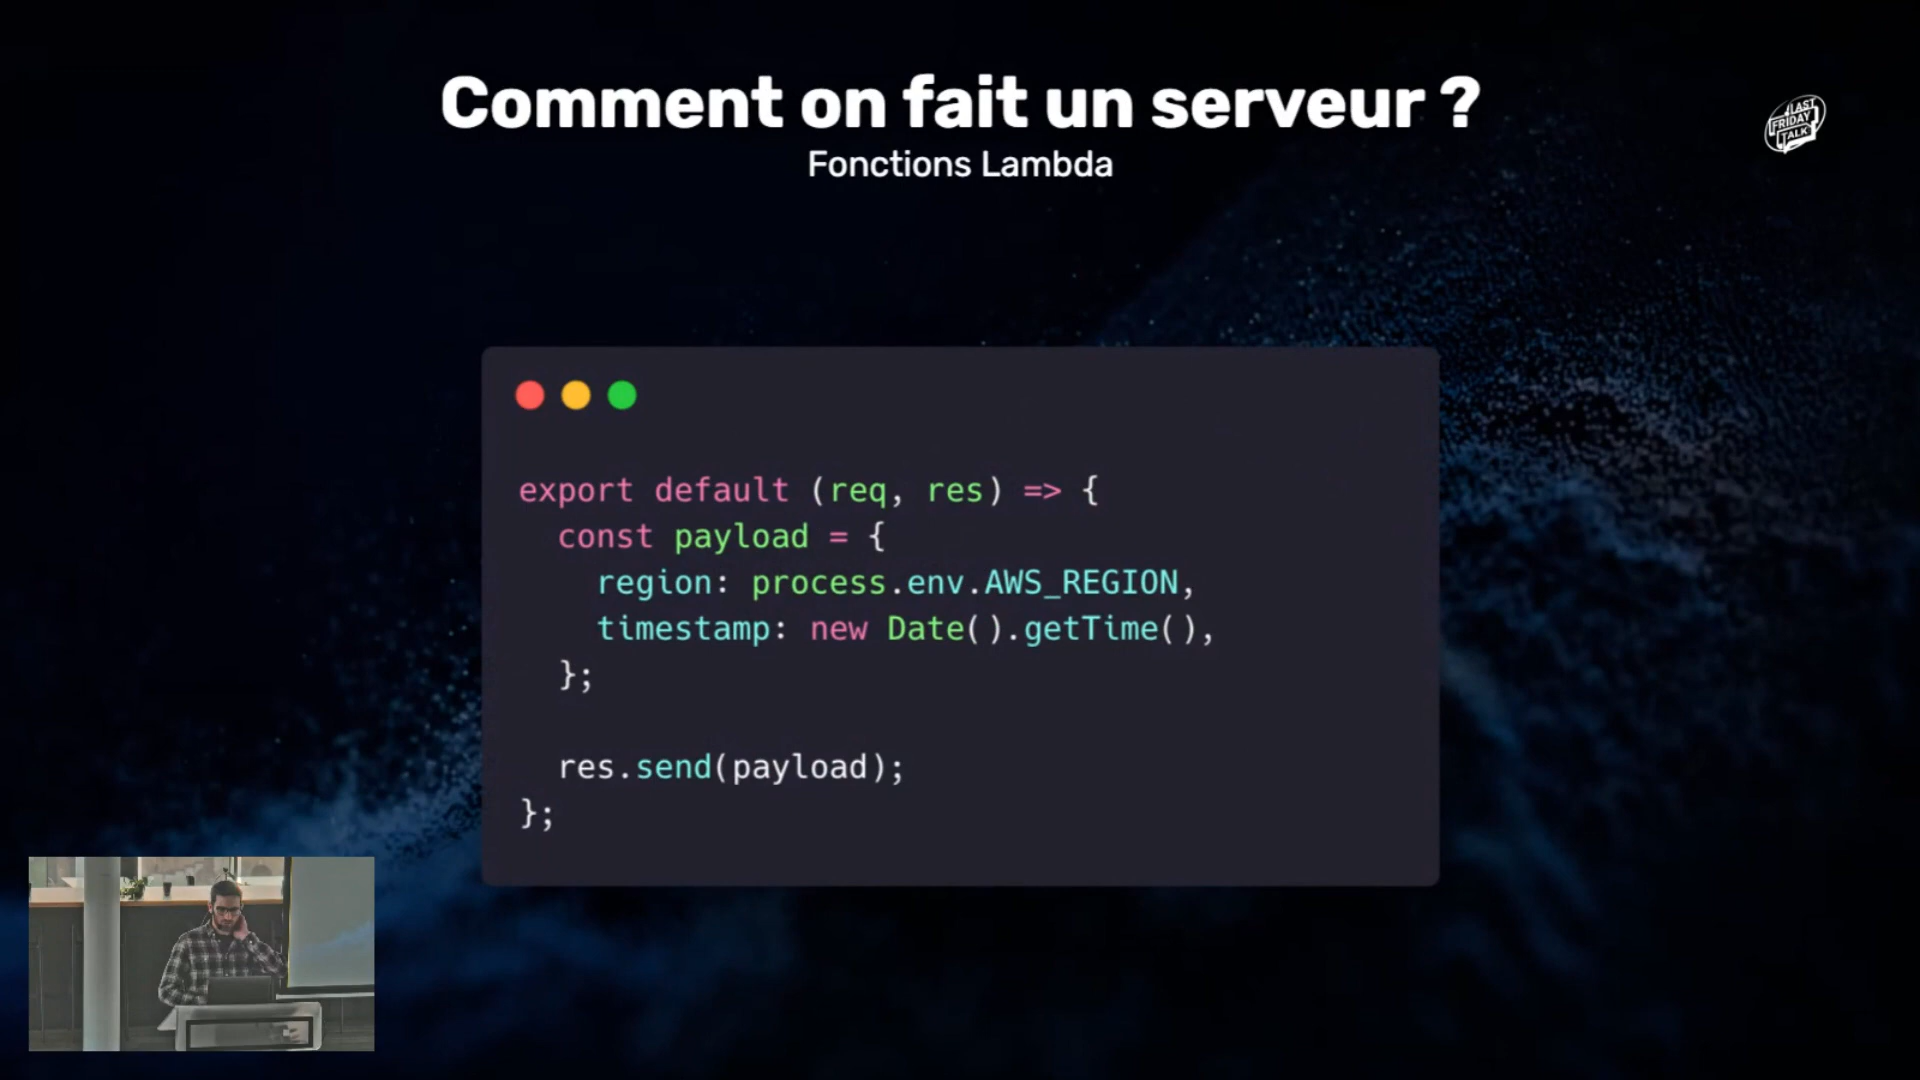 Comment on fait un serveur ?
Fonctions Lambda
LAST
FRIDAY
TALK
export default (req, res) => {
  const payload = {
    region: process.env.AWS_REGION,
    timestamp: new Date().getTime(),
  };
  res.send(payload);
};